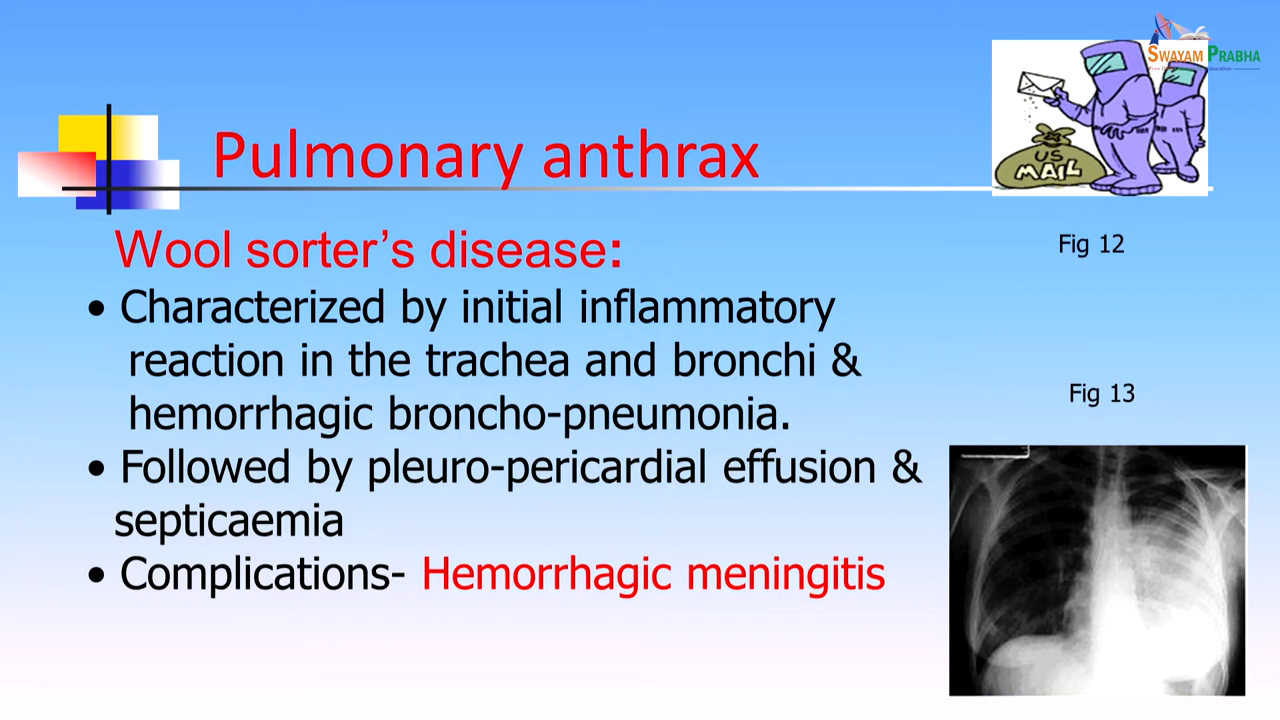 SWAYAM PRABHA
Pulmonary anthrax
US
MAIL
Fig 12
Wool sorter's disease:
• Characterized by initial inflammatory
reaction in the trachea and bronchi &
hemorrhagic broncho-pneumonia.
• Followed by pleuro-pericardial effusion &
septicaemia
• Complications- Hemorrhagic meningitis
Fig 13